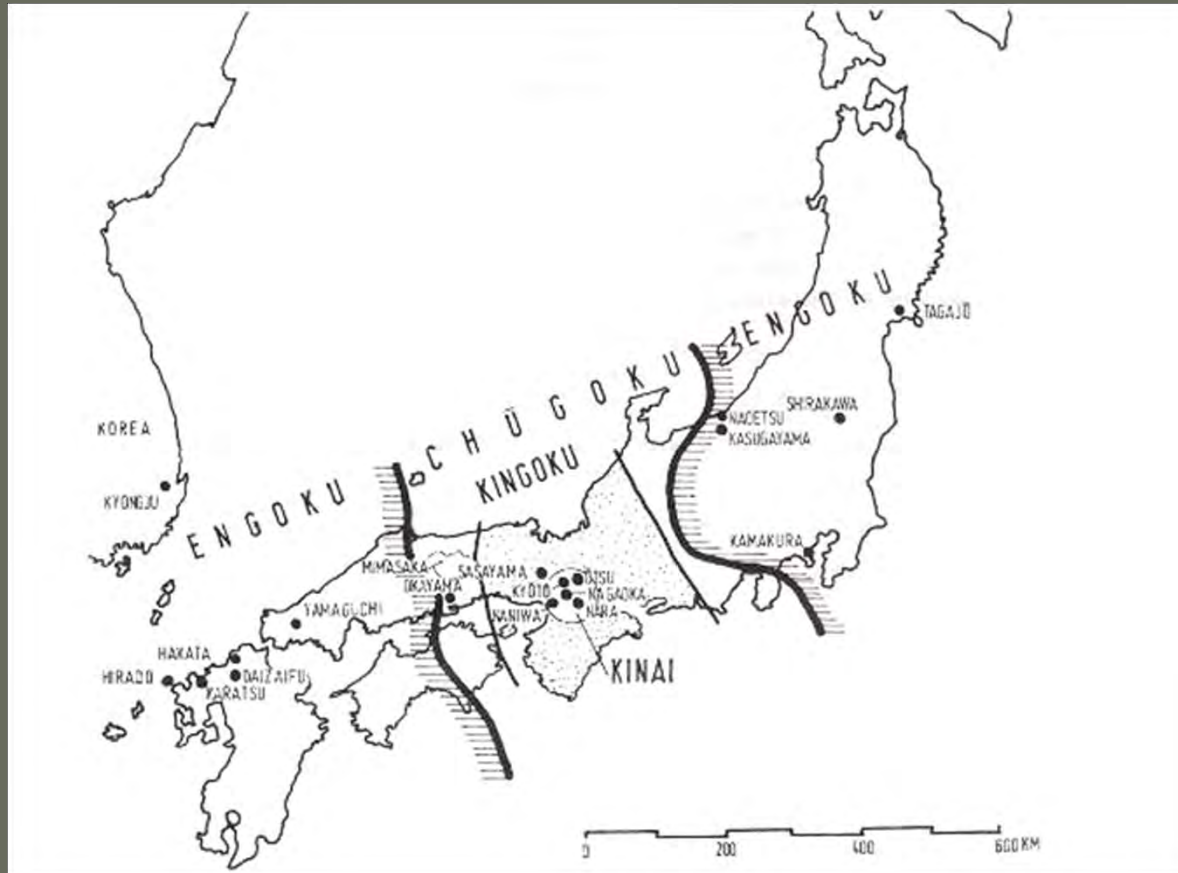 ENGOKU
TAGAJŌ
CHŪGOKU
KINGOKU
SHIRAKAWA
NAOETSU
KASUGAYAMA
KOREA
KYONGJU
ENGOKU
KAMAKURA
MIMASAKA
SASAYAMA
OTSU
OKAYAMA
KYOTO
NAGAOKA
NANIWA
NARA
YAMAGUCHI
KINAI
HAKATA
HIRADO
DAIZAIFU
KARATSU
0 200 400 600 KM